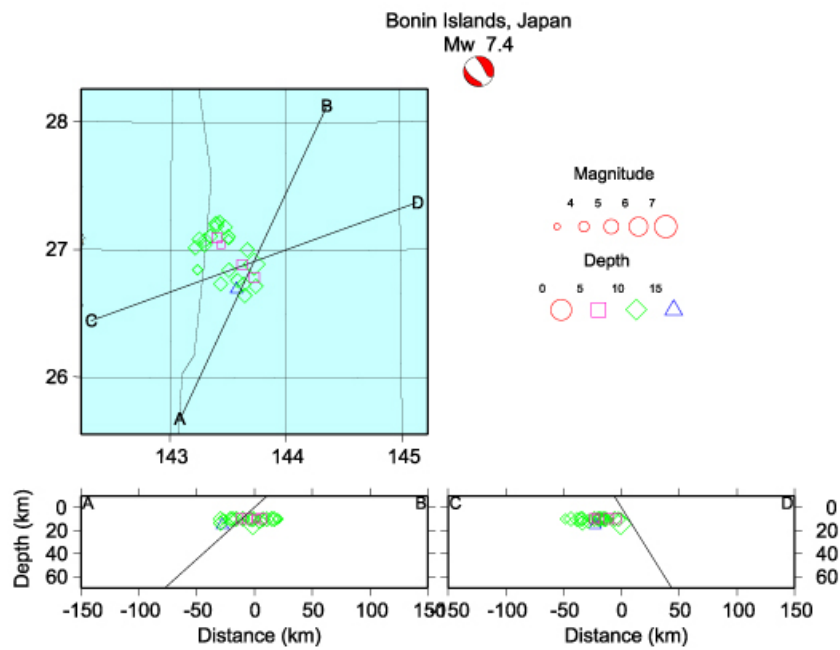 Bonin Islands, Japan
Mw 7.4
28
27
26
143
144
145
A
B
C
D
Magnitude
4 5 6 7
Depth
0 5 10 15
A B
C D
Depth (km)
0
20
40
60
0
20
40
60
-150 -100 -50 0 50 100 150
-150 -100 -50 0 50 100 150
Distance (km)
Distance (km)